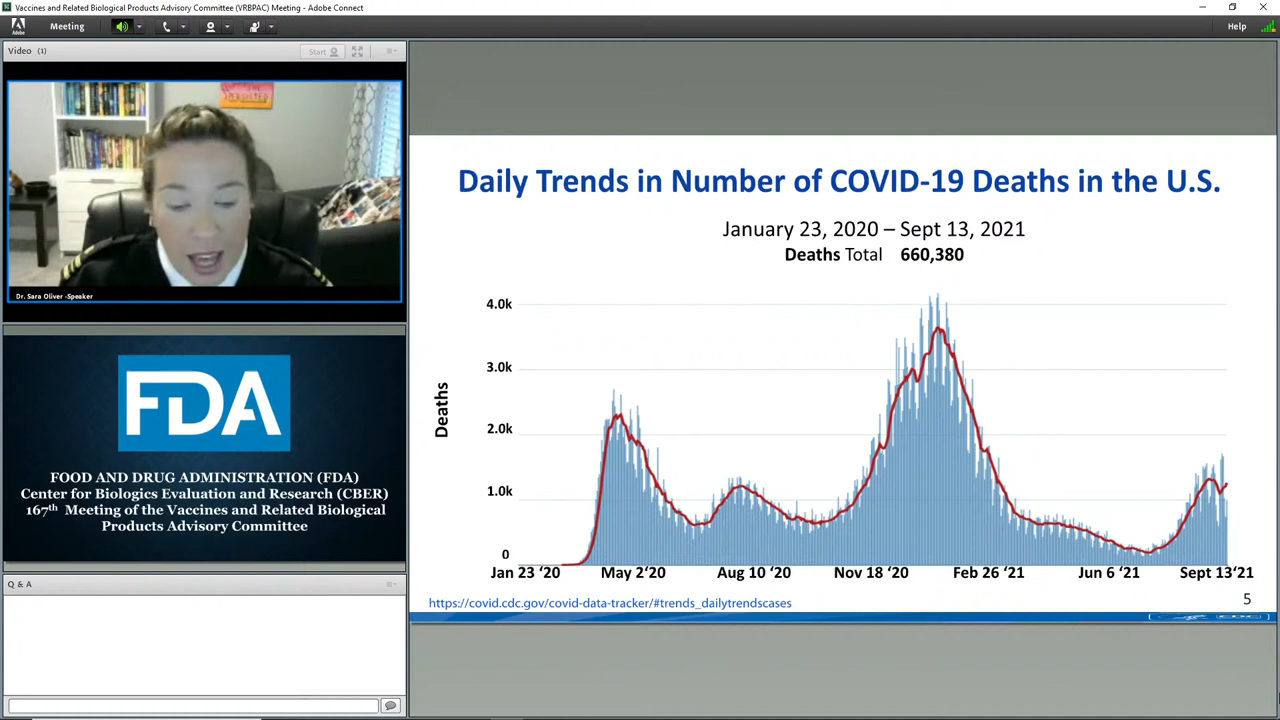 Vaccines and Related Biological Products Advisory Committee (VRBPAC) Meeting - Adobe Connect
Adobe
Meeting
Help
Video (1)
Start
Dr. Sara Oliver -Speaker
FDA
FOOD AND DRUG ADMINISTRATION (FDA)
Center for Biologics Evaluation and Research (CBER)
167th Meeting of the Vaccines and Related Biological
Products Advisory Committee
Q & A
Daily Trends in Number of COVID-19 Deaths in the U.S.
January 23, 2020 – Sept 13, 2021
Deaths Total 660,380
Deaths
4.0k
3.0k
2.0k
1.0k
0
Jan 23 ‘20
May 2‘20
Aug 10 ‘20
Nov 18 ‘20
Feb 26 ‘21
Jun 6 ‘21
Sept 13‘21
https://covid.cdc.gov/covid-data-tracker/#trends_dailytrendscases
5